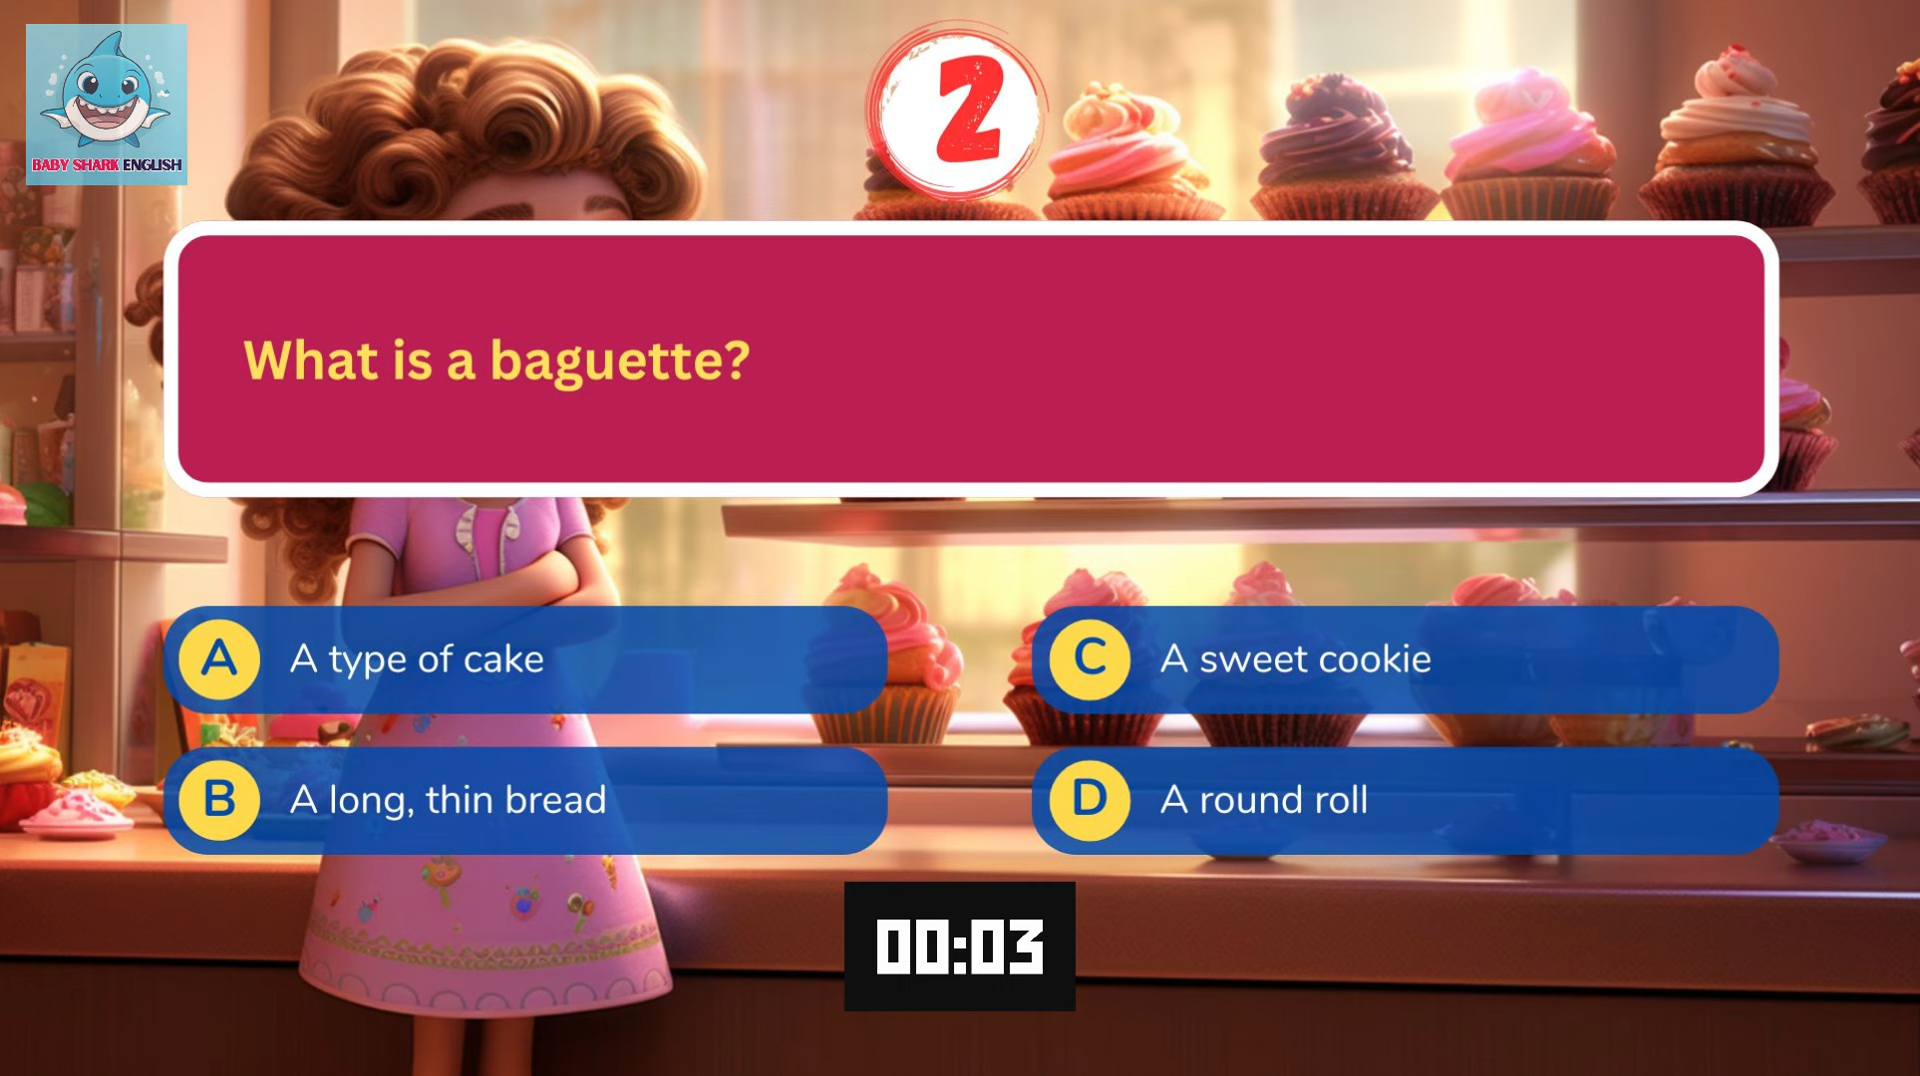 BABY SHARK ENGLISH
2
What is a baguette?
A A type of cake
B A long, thin bread
C A sweet cookie
D A round roll
00:03